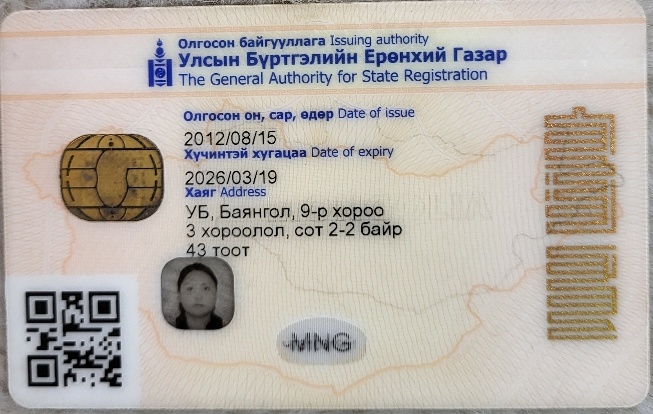 Олгосон байгууллага Issuing authority
Улсын Бүртгэлийн Ерөнхий Газар
The General Authority for State Registration
Олгосон он, сар, өдөр Date of issue
2012/08/15
Хүчинтэй хугацаа Date of expiry
2026/03/19
Хаяг Address
УБ, Баянгол, 9-р хороо
3 хороолол, сот 2-2 байр
43 тоот
MNG